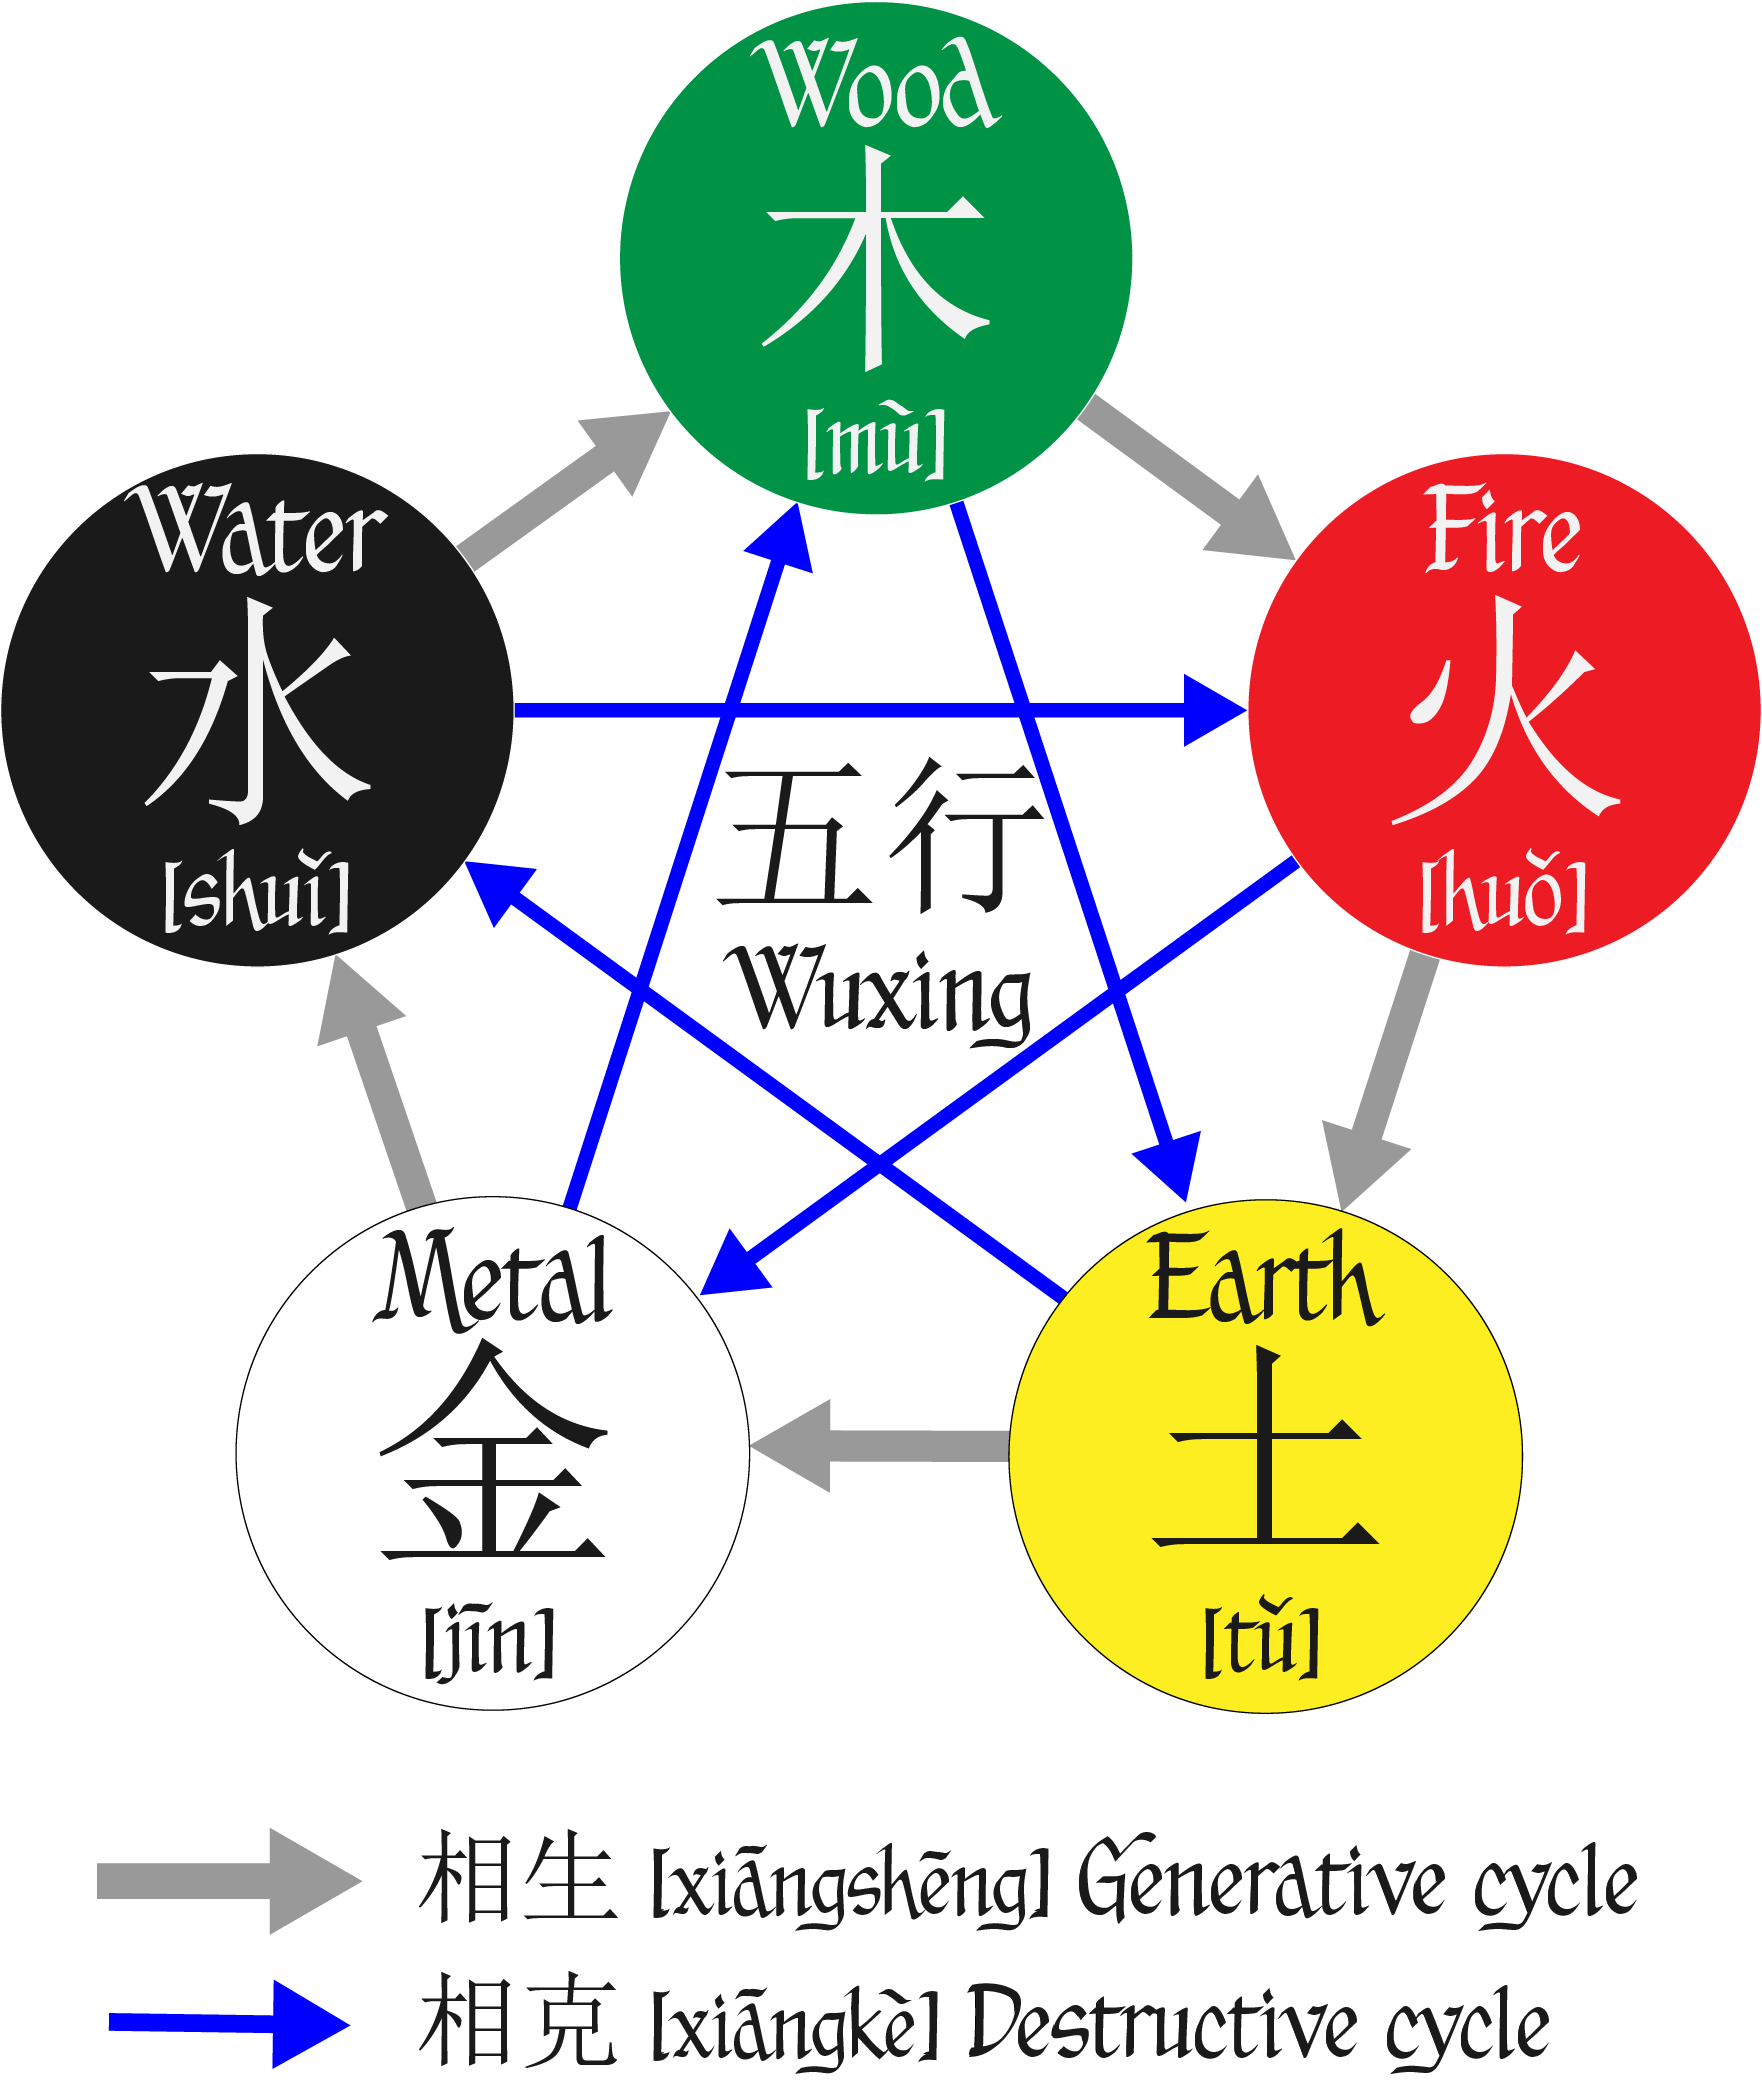 Wood
木
[mù]
Water
水
[shuǐ]
Fire
火
[huǒ]
五行
Wuxing
Metal
金
[jīn]
Earth
土
[tǔ]
相生 [xiāngshēng] Generative cycle
相克 [xiāngkè] Destructive cycle